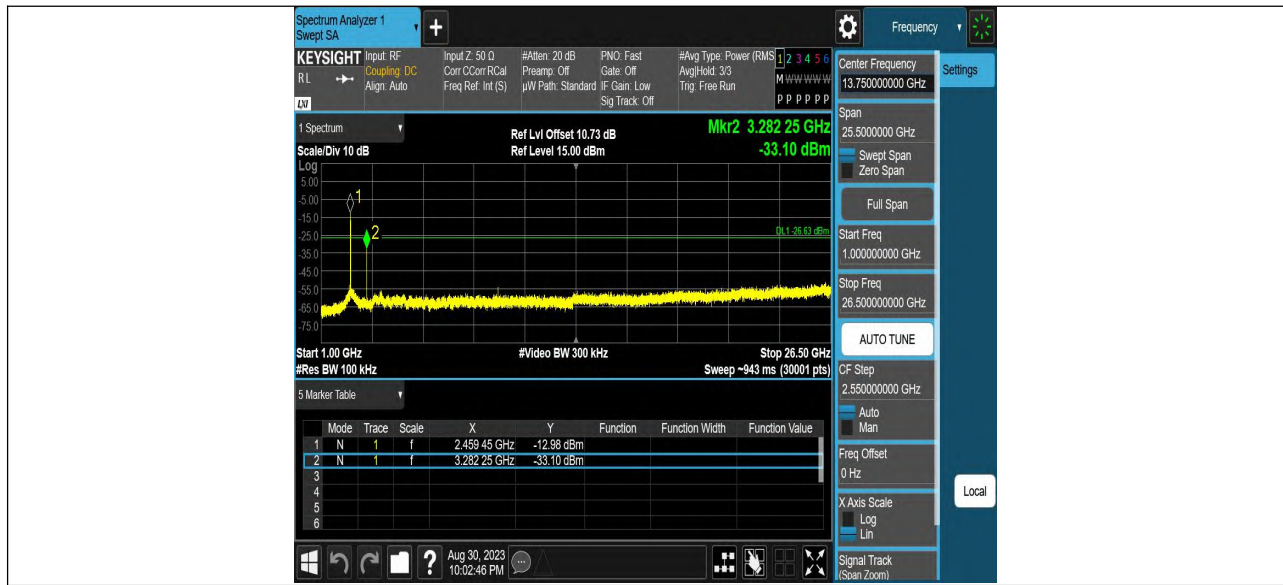 Spectrum Analyzer 1
Swept SA
+
Frequency
KEYSIGHT
RL
LXI
Input: RF
Coupling: DC
Align: Auto
Input Z: 50 Ω
Corr CCorr RCal
Freq Ref: Int (S)
#Atten: 20 dB
Preamp: Off
µW Path: Standard
PNO: Fast
Gate: Off
IF Gain: Low
Sig Track: Off
#Avg Type: Power (RMS
Avg|Hold: 3/3
Trig: Free Run
1 2 3 4 5 6
M W W W W W
P P P P P P
1 Spectrum
Scale/Div 10 dB
Ref Lvl Offset 10.73 dB
Ref Level 15.00 dBm
Mkr2 3.282 25 GHz
-33.10 dBm
Log
5.00
-5.00
-15.0
-25.0
-35.0
-45.0
-55.0
-65.0
-75.0
1
2
DL1 -26.63 dBm
Start 1.00 GHz
#Res BW 100 kHz
#Video BW 300 kHz
Stop 26.50 GHz
Sweep ~943 ms (30001 pts)
5 Marker Table
Mode Trace Scale X Y Function Function Width Function Value
1 N 1 f 2.459 45 GHz -12.98 dBm
2 N 1 f 3.282 25 GHz -33.10 dBm
3
4
5
6
?
Aug 30, 2023
10:02:46 PM
Center Frequency
13.750000000 GHz
Span
25.5000000 GHz
Swept Span
Zero Span
Full Span
Start Freq
1.000000000 GHz
Stop Freq
26.500000000 GHz
AUTO TUNE
CF Step
2.550000000 GHz
Auto
Man
Freq Offset
0 Hz
X Axis Scale
Log
Lin
Signal Track
(Span Zoom)
Settings
Local